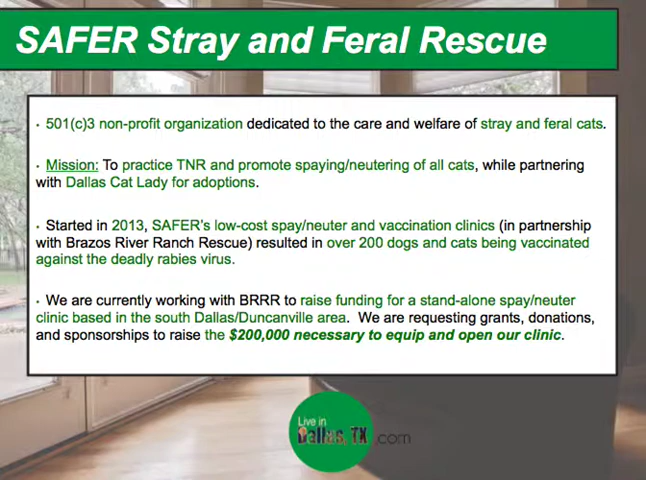 SAFER Stray and Feral Rescue
· 501(c)3 non-profit organization dedicated to the care and welfare of stray and feral cats.
· Mission: To practice TNR and promote spaying/neutering of all cats, while partnering
with Dallas Cat Lady for adoptions.
· Started in 2013, SAFER's low-cost spay/neuter and vaccination clinics (in partnership
with Brazos River Ranch Rescue) resulted in over 200 dogs and cats being vaccinated
against the deadly rabies virus.
· We are currently working with BRRR to raise funding for a stand-alone spay/neuter
clinic based in the south Dallas/Duncanville area. We are requesting grants, donations,
and sponsorships to raise the $200,000 necessary to equip and open our clinic.
Live in
Dallas, TX .com